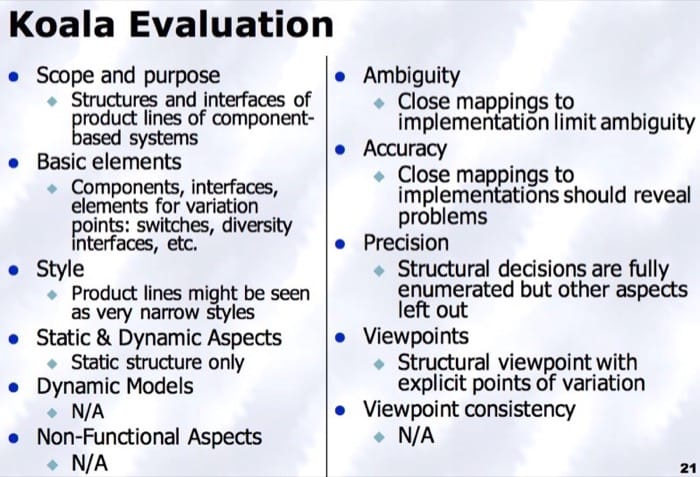 Koala Evaluation
Scope and purpose
Structures and interfaces of
product lines of component-
based systems
Basic elements
Components, interfaces,
elements for variation
points: switches, diversity
interfaces, etc.
Style
Product lines might be seen
as very narrow styles
Static & Dynamic Aspects
Static structure only
Dynamic Models
N/A
Non-Functional Aspects
N/A
Ambiguity
Close mappings to
implementation limit ambiguity
Accuracy
Close mappings to
implementations should reveal
problems
Precision
Structural decisions are fully
enumerated but other aspects
left out
Viewpoints
Structural viewpoint with
explicit points of variation
Viewpoint consistency
N/A
21